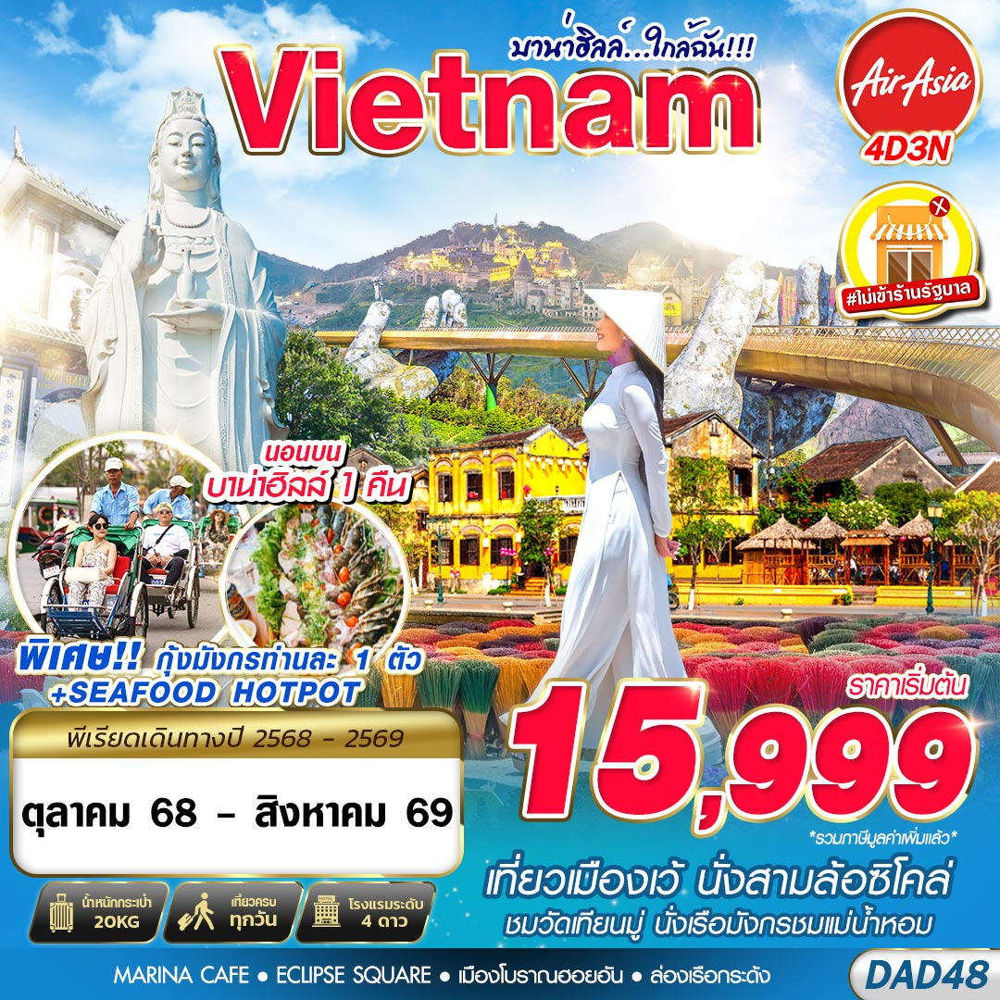 บาน่าฮิลล์...ใกล้ฉัน!!!
Vietnam
AirAsia
4D3N
#ไม่เข้าร้านรัฐบาล
นอนบน
บาน่าฮิลล์ 1 คืน
พิเศษ!! กุ้งมังกรท่านละ 1 ตัว
+SEAFOOD HOTPOT
พีเรียดเดินทางปี 2568 - 2569
ตุลาคม 68 - สิงหาคม 69
ราคาเริ่มต้น
15,999
*รวมภาษีมูลค่าเพิ่มแล้ว*
เที่ยวเมืองเว้ นั่งสามล้อซิโคล่
ชมวัดเทียนมู่ นั่งเรือมังกรชมแม่น้ำหอม
น้ำหนักกระเป๋า
20KG
เที่ยวครบ
ทุกวัน
HOTEL
โรงแรมระดับ
4 ดาว
MARINA CAFE ● ECLIPSE SQUARE ● เมืองโบราณฮอยอัน ● ล่องเรือกระด้ง
DAD48